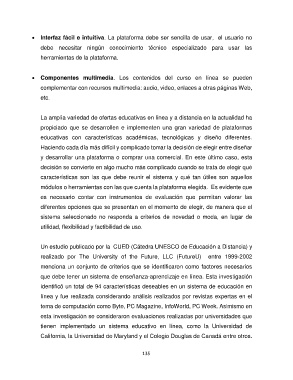 • Interfaz fácil e intuitiva. La plataforma debe ser sencilla de usar, el usuario no
debe necesitar ningún conocimiento técnico especializado para usar las
herramientas de la plataforma.
• Componentes multimedia. Los contenidos del curso en línea se pueden
complementar con recursos multimedia: audio, video, enlaces a otras páginas Web,
etc.
La amplia variedad de ofertas educativas en línea y a distancia en la actualidad ha
propiciado que se desarrollen e implementen una gran variedad de plataformas
educativas con características académicas, tecnológicas y diseño diferentes.
Haciendo cada día más difícil y complicado tomar la decisión de elegir entre diseñar
y desarrollar una plataforma o comprar una comercial. En este último caso, esta
decisión se convierte en algo mucho más complicado cuando se trata de elegir qué
características son las que debe reunir el sistema y qué tan útiles son aquellos
módulos o herramientas con las que cuenta la plataforma elegida. Es evidente que
es necesario contar con instrumentos de evaluación que permitan valorar las
diferentes opciones que se presentan en el momento de elegir, de manera que el
sistema seleccionado no responda a criterios de novedad o moda, en lugar de
utilidad, flexibilidad y factibilidad de uso.
Un estudio publicado por la CUED (Cátedra UNESCO de Educación a Distancia) y
realizado por The University of the Future, LLC (FutureU) entre 1999-2002
menciona un conjunto de criterios que se identificaron como factores necesarios
que debe tener un sistema de enseñanza aprendizaje en línea. Esta investigación
identificó un total de 94 características deseables en un sistema de educación en
línea y fue realizada considerando análisis realizados por revistas expertas en el
tema de computación como Byte, PC Magazine, InfoWorld, PC Week. Asimismo en
esta investigación se consideraron evaluaciones realizadas por universidades que
tienen implementado un sistema educativo en línea, como la Universidad de
California, la Universidad de Maryland y el Colegio Douglas de Canadá entre otros.
135